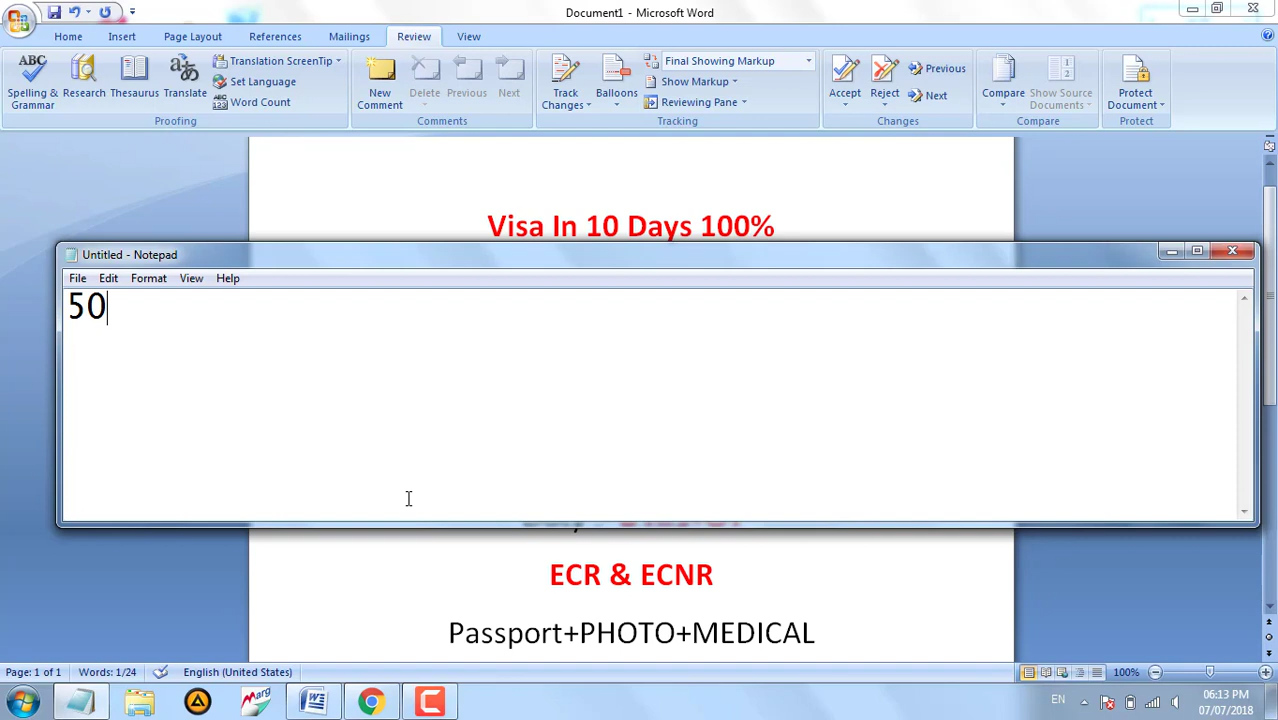 Document1 - Microsoft Word
Home Insert Page Layout References Mailings Review View
ABC Spelling & Grammar
Research
Thesaurus
Translate
Translation ScreenTip
Set Language
ABC 123 Word Count
Proofing
New Comment
Delete
Previous
Next
Comments
Track Changes
Balloons
Final Showing Markup
Show Markup
Reviewing Pane
Tracking
Accept
Reject
Previous
Next
Changes
Compare
Show Source Documents
Compare
Protect Document
Protect
Visa In 10 Days 100%
Untitled - Notepad
File Edit Format View Help
50
ECR & ECNR
Passport+PHOTO+MEDICAL
Page: 1 of 1 Words: 1/24 English (United States) 100%
Marg
EN
06:13 PM
07/07/2018